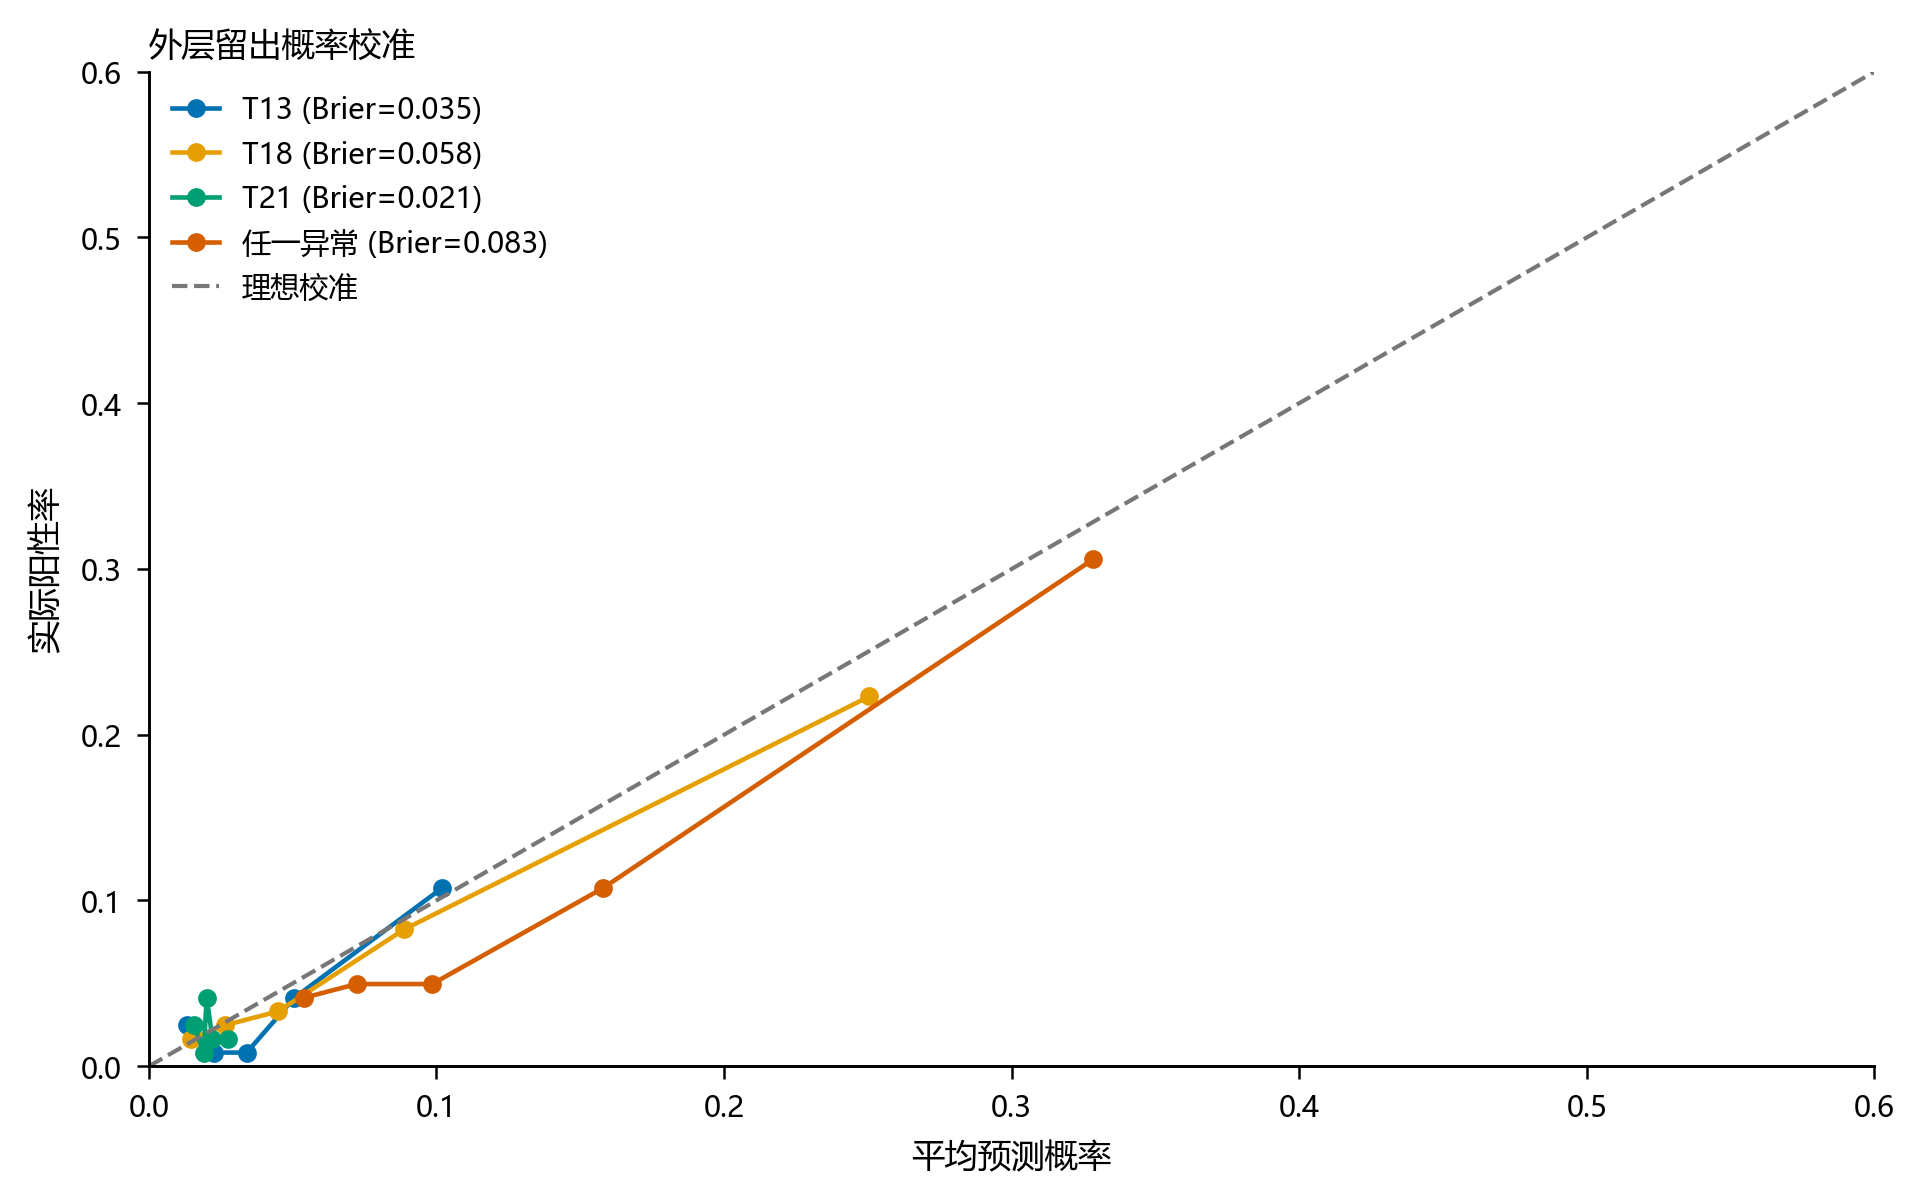 外层留出概率校准
T13 (Brier=0.035)
T18 (Brier=0.058)
T21 (Brier=0.021)
任一异常 (Brier=0.083)
理想校准
实际阳性率
0.6
0.5
0.4
0.3
0.2
0.1
0.0
0.0 0.1 0.2 0.3 0.4 0.5 0.6
平均预测概率